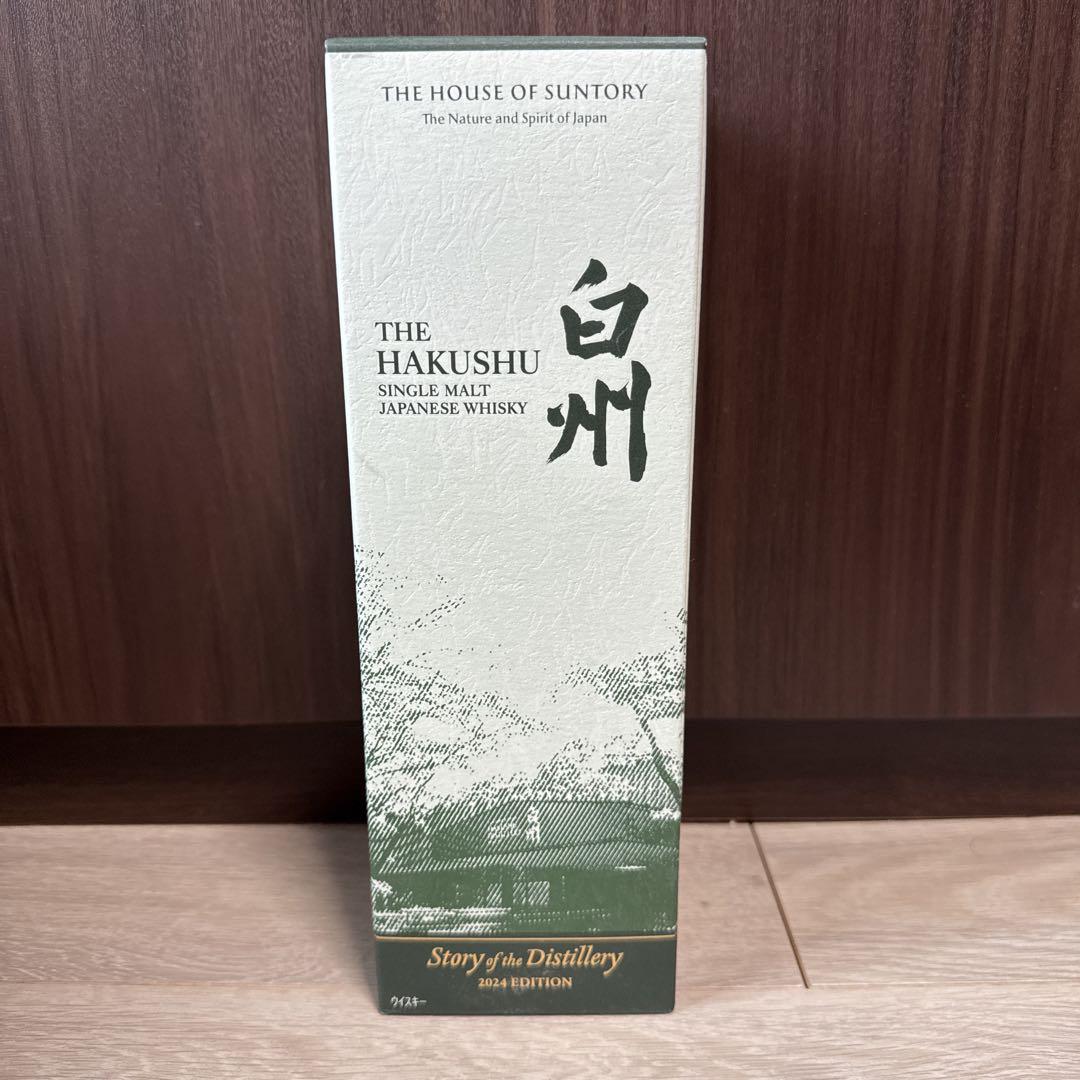 THE HOUSE OF SUNTORY
The Nature and Spirit of Japan
白州
THE
HAKUSHU
SINGLE MALT
JAPANESE WHISKY
Story of the Distillery
2024 EDITION
ウイスキー